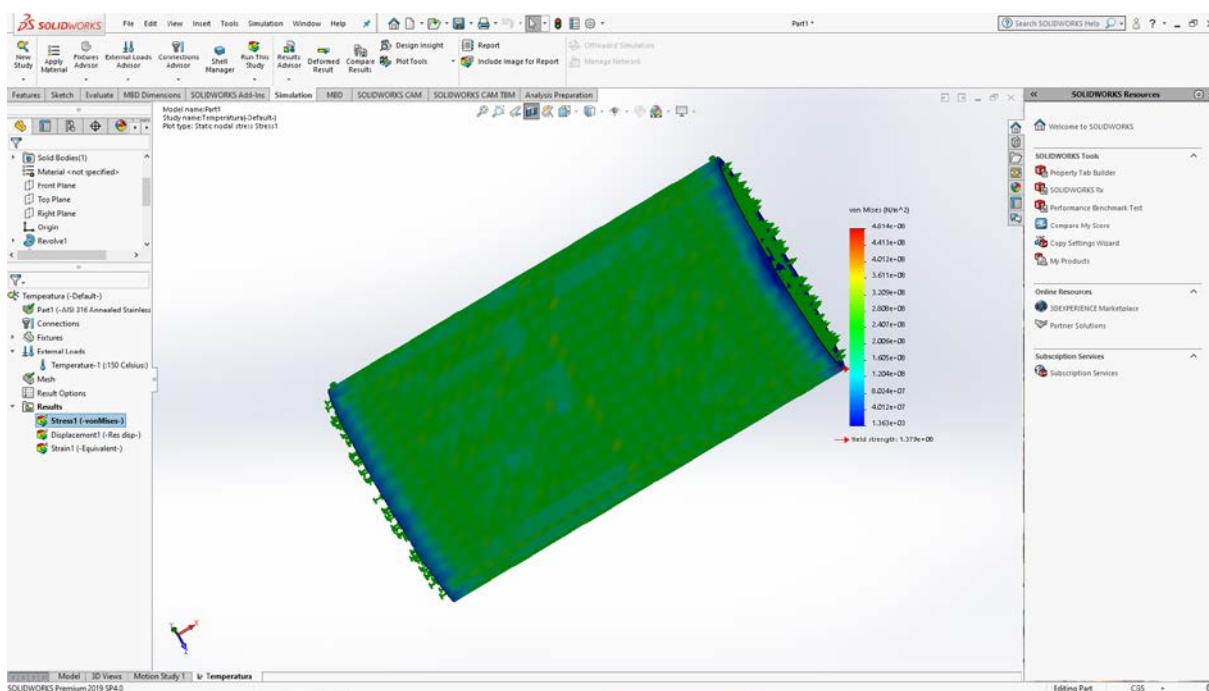 SOLIDWORKS File Edit View Insert Tools Simulation Window Help Part1 * Search SOLIDWORKS Help
New Study
Apply Material
Fixtures Advisor
External Loads Advisor
Connections Advisor
Shell Manager
Run This Study
Results Advisor
Deformed Result
Compare Results
Design Insight
Plot Tools
Report
Include Image for Report
Offloaded Simulation
Manage Network
Features Sketch Evaluate MBD Dimensions SOLIDWORKS Add-Ins Simulation MBD SOLIDWORKS CAM SOLIDWORKS CAM TBM Analysis Preparation
Model name:Part1
Study name:Temperatura(-Default-)
Plot type: Static nodal stress Stress1
Solid Bodies(1)
Material <not specified>
Front Plane
Top Plane
Right Plane
Origin
Revolve1
Temperatura (-Default-)
Part1 (-AISI 316 Annealed Stainless
Connections
Fixtures
External Loads
Temperature-1 (:150 Celsius:)
Mesh
Result Options
Results
Stress1 (-vonMises-)
Displacement1 (-Res disp-)
Strain1 (-Equivalent-)
von Mises (N/m^2)
4.814e+08
4.413e+08
4.012e+08
3.611e+08
3.209e+08
2.808e+08
2.407e+08
2.006e+08
1.605e+08
1.204e+08
8.024e+07
4.012e+07
1.363e+03
Yield strength: 1.379e+08
SOLIDWORKS Resources
Welcome to SOLIDWORKS
SOLIDWORKS Tools
Property Tab Builder
SOLIDWORKS Rx
Performance Benchmark Test
Compare My Score
Copy Settings Wizard
My Products
Online Resources
3DEXPERIENCE Marketplace
Partner Solutions
Subscription Services
Subscription Services
Model 3D Views Motion Study 1 Temperatura
SOLIDWORKS Premium 2019 SP4.0 Editing Part CGS